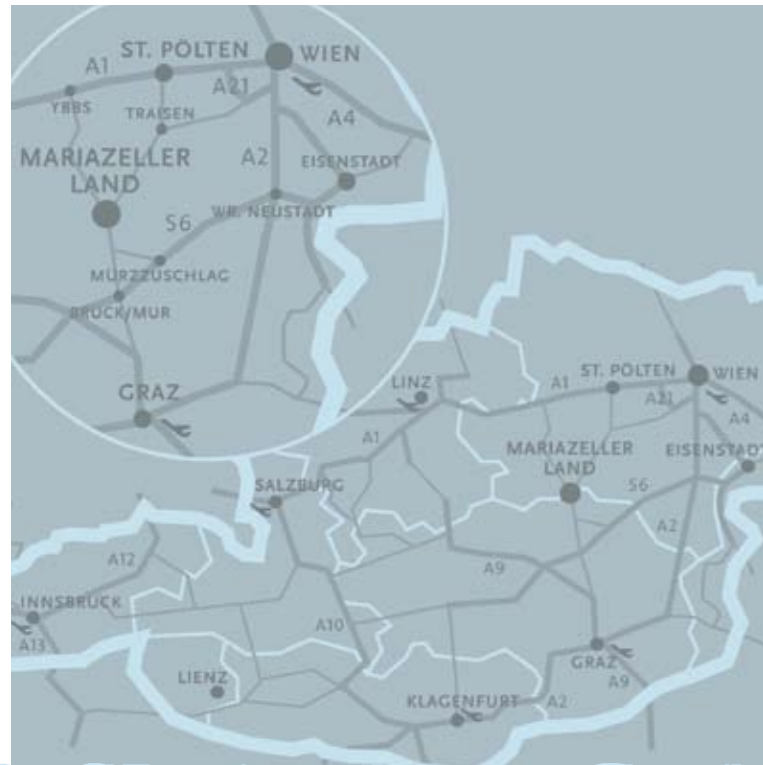 ST. PÖLTEN
WIEN
A1
A21
YBBS
TRAISEN
A4
MARIAZELLER
LAND
A2
EISENSTADT
S6
WR. NEUSTADT
MÜRZZUSCHLAG
BRUCK/MUR
GRAZ
LINZ
A1
ST. PÖLTEN
WIEN
A21
A4
A1
MARIAZELLER
LAND
EISENSTADT
SALZBURG
S6
A2
A12
A9
INNSBRUCK
A13
A10
GRAZ
LIENZ
A9
KLAGENFURT
A2